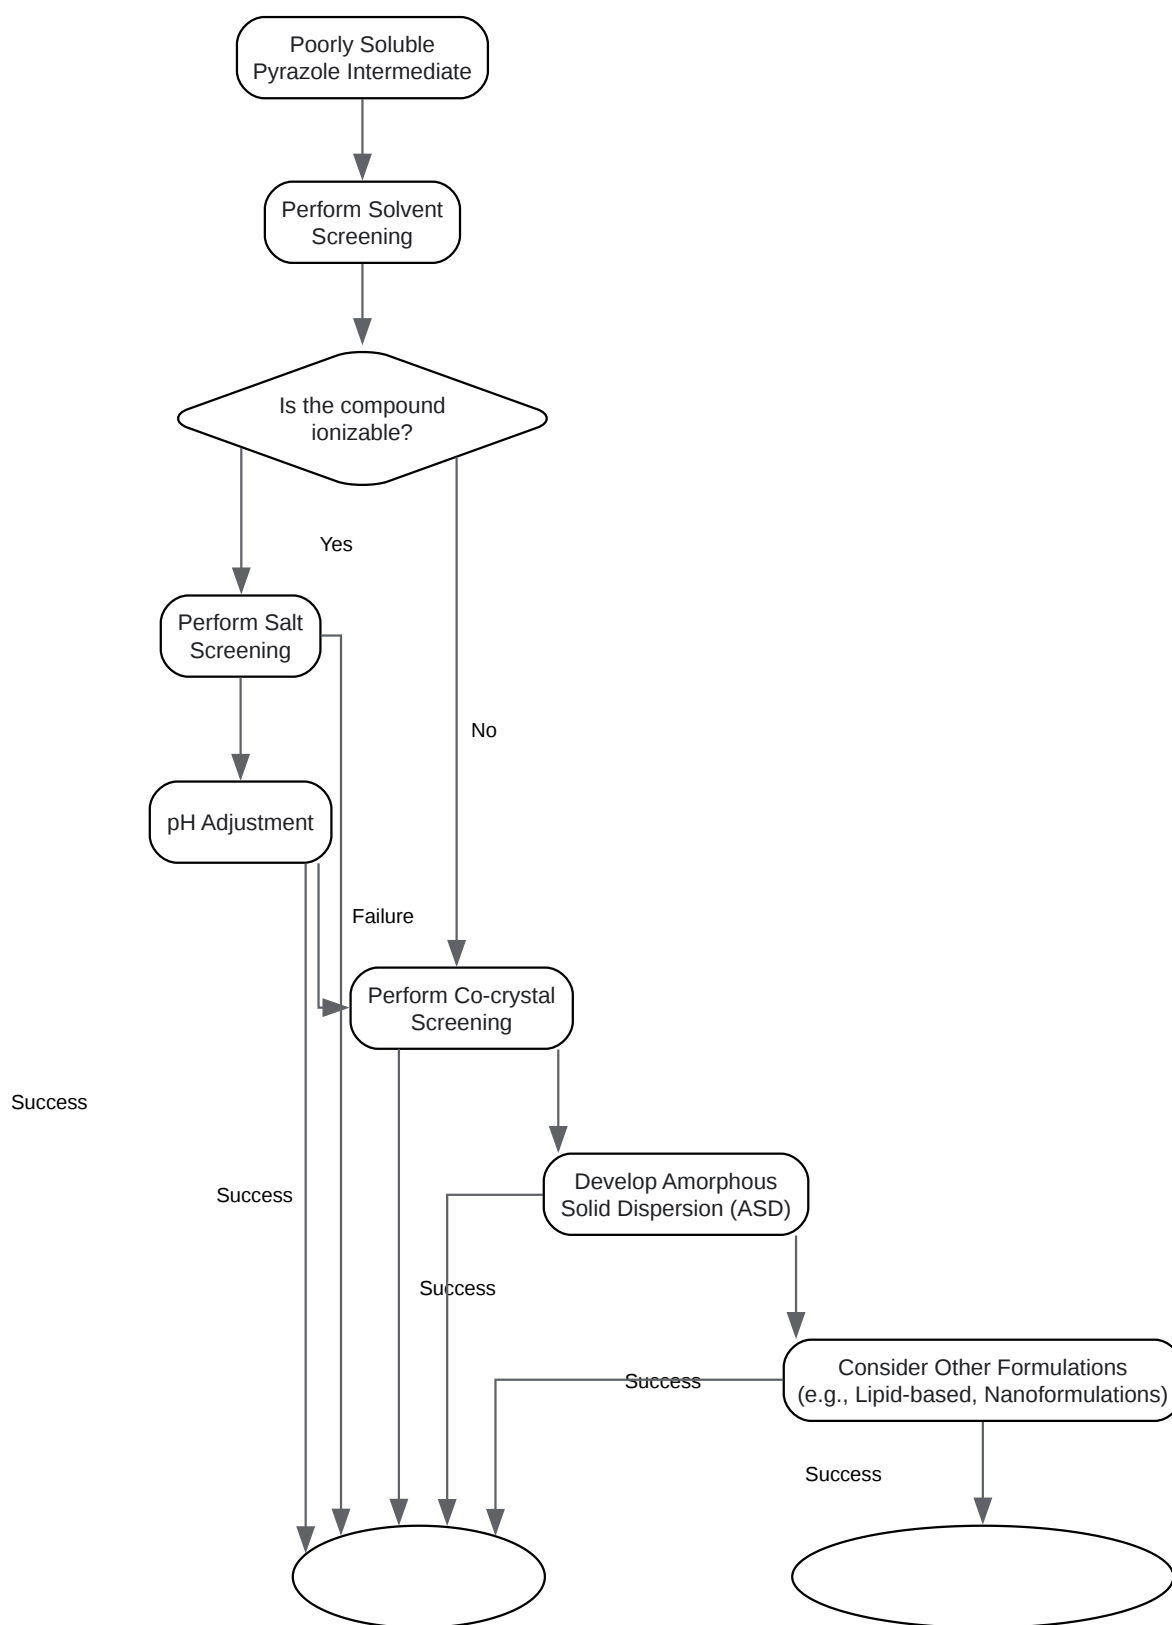 Poorly Soluble
Pyrazole Intermediate
Perform Solvent
Screening
Is the compound
ionizable?
Yes
Perform Salt
Screening
No
pH Adjustment
Failure
Perform Co-crystal
Screening
Success
Develop Amorphous
Solid Dispersion (ASD)
Success
Success
Consider Other Formulations
(e.g., Lipid-based, Nanoformulations)
Success
Success